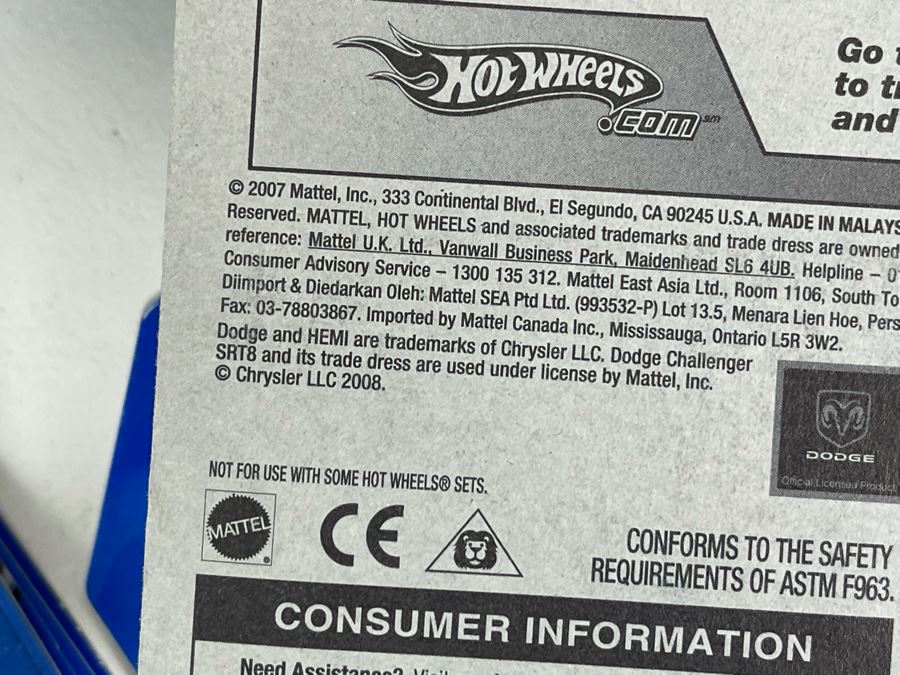 HOT WHEELS
.COM sm
Go
to
and
© 2007 Mattel, Inc., 333 Continental Blvd., El Segundo, CA 90245 U.S.A. MADE IN MALAYS
Reserved. MATTEL, HOT WHEELS and associated trademarks and trade dress are owned
reference: Mattel U.K. Ltd., Vanwall Business Park, Maidenhead SL6 4UB. Helpline –
Consumer Advisory Service – 1300 135 312. Mattel East Asia Ltd., Room 1106, South
Diimport & Diedarkan Oleh: Mattel SEA Ptd Ltd. (993532-P) Lot 13.5, Menara Lien Hoe, Pers
Fax: 03-78803867. Imported by Mattel Canada Inc., Mississauga, Ontario L5R 3W2.
Dodge and HEMI are trademarks of Chrysler LLC. Dodge Challenger
SRT8 and its trade dress are used under license by Mattel, Inc.
© Chrysler LLC 2008.
DODGE
Official Licensed Product
NOT FOR USE WITH SOME HOT WHEELS® SETS.
MATTEL
CE
CONFORMS TO THE SAFETY
REQUIREMENTS OF ASTM F963.
CONSUMER INFORMATION
Need Assistance?